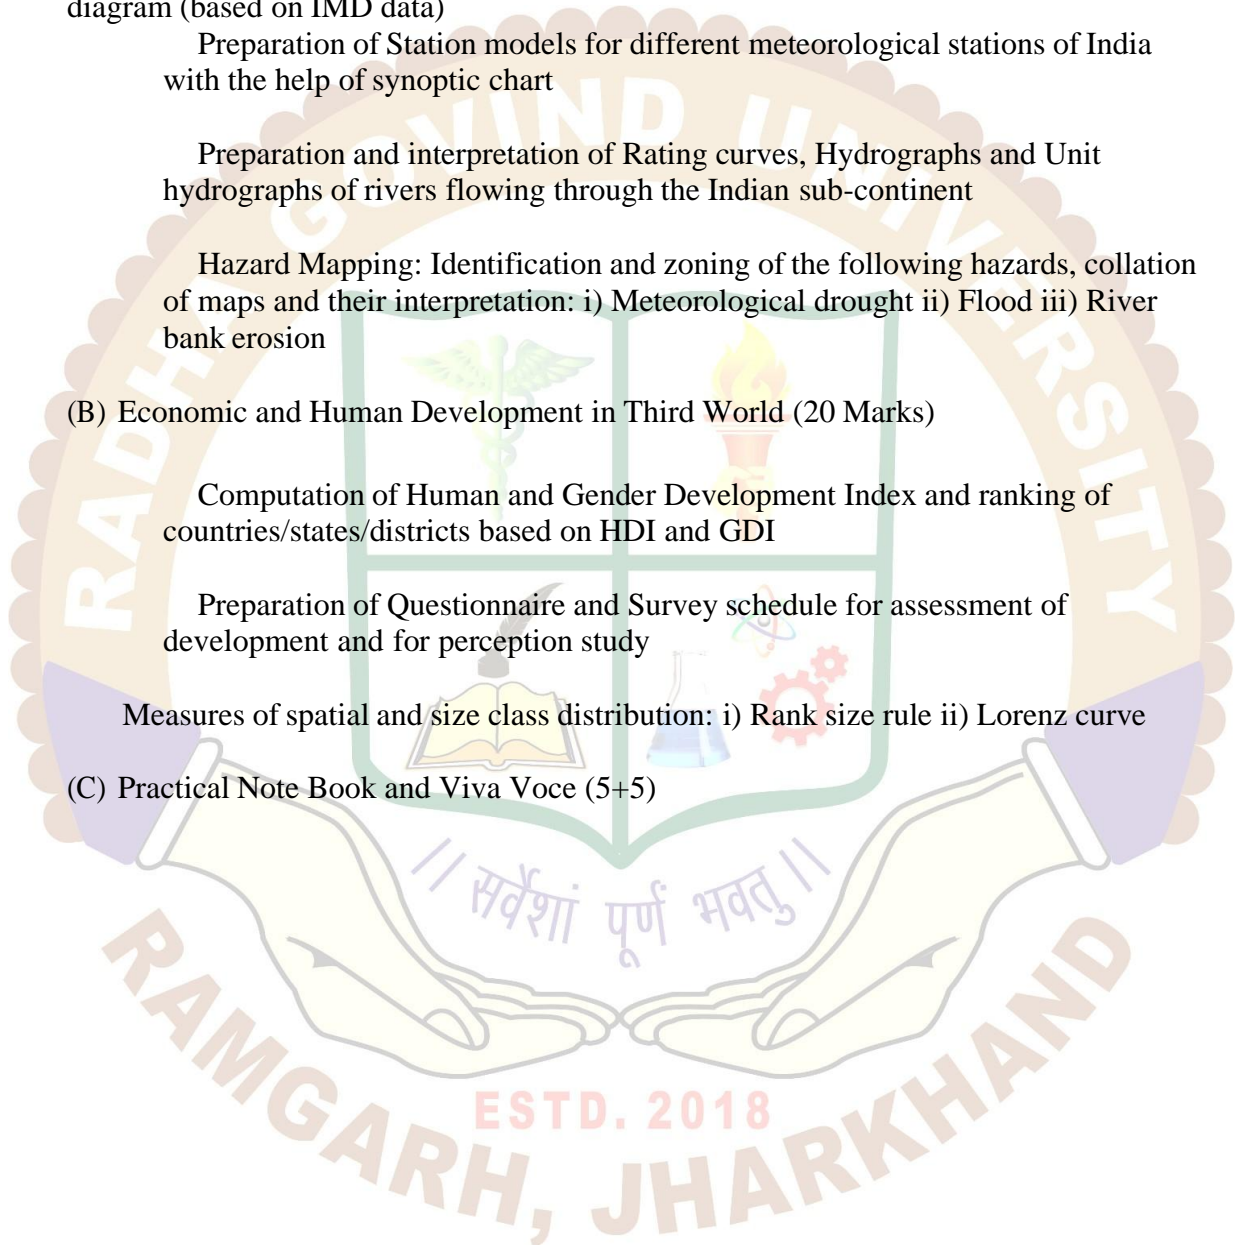 diagram (based on IMD data)
Preparation of Station models for different meteorological stations of India
with the help of synoptic chart
Preparation and interpretation of Rating curves, Hydrographs and Unit
hydrographs of rivers flowing through the Indian sub-continent
Hazard Mapping: Identification and zoning of the following hazards, collation
of maps and their interpretation: i) Meteorological drought ii) Flood iii) River
bank erosion
(B) Economic and Human Development in Third World (20 Marks)
Computation of Human and Gender Development Index and ranking of
countries/states/districts based on HDI and GDI
Preparation of Questionnaire and Survey schedule for assessment of
development and for perception study
Measures of spatial and size class distribution: i) Rank size rule ii) Lorenz curve
(C) Practical Note Book and Viva Voce (5+5)
RADHA GOVIND UNIVERSITY
// सर्वेशां पूर्ण भवतु //
ESTD. 2018
RAMGARH, JHARKHAND